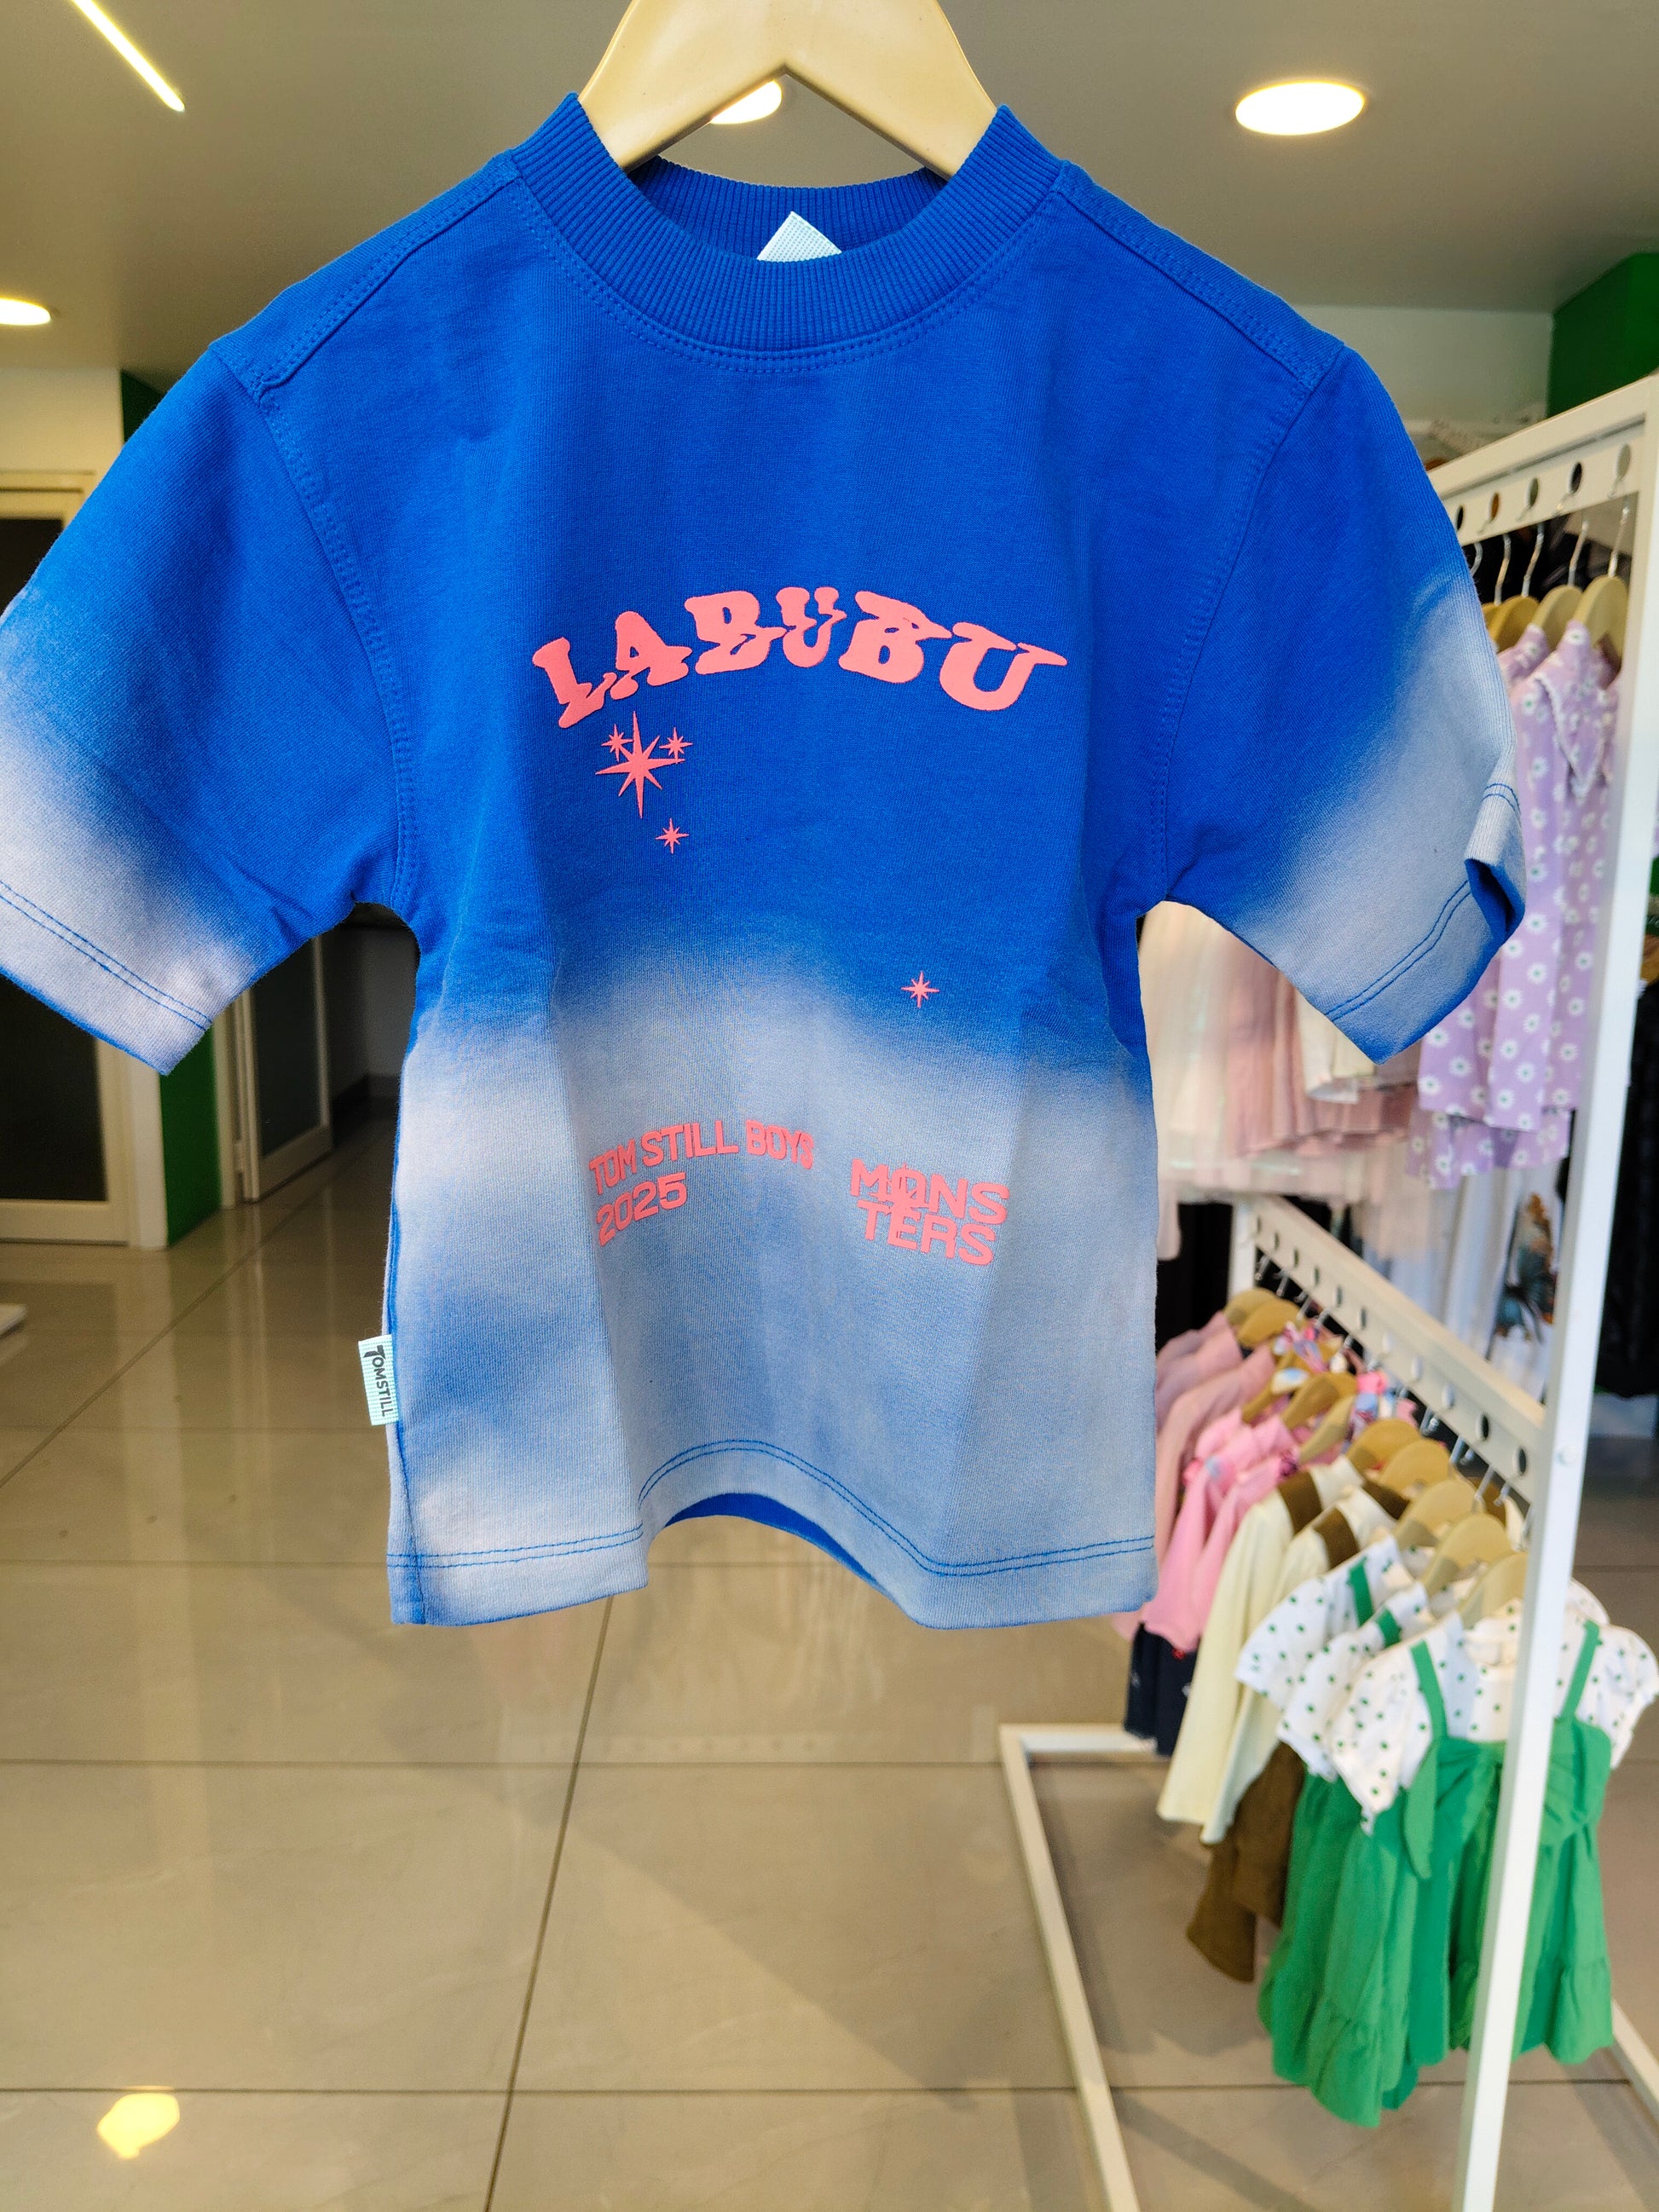 LABUBU
TOM STILL BOYS
2025
MONS
TERS
TOMSTILL